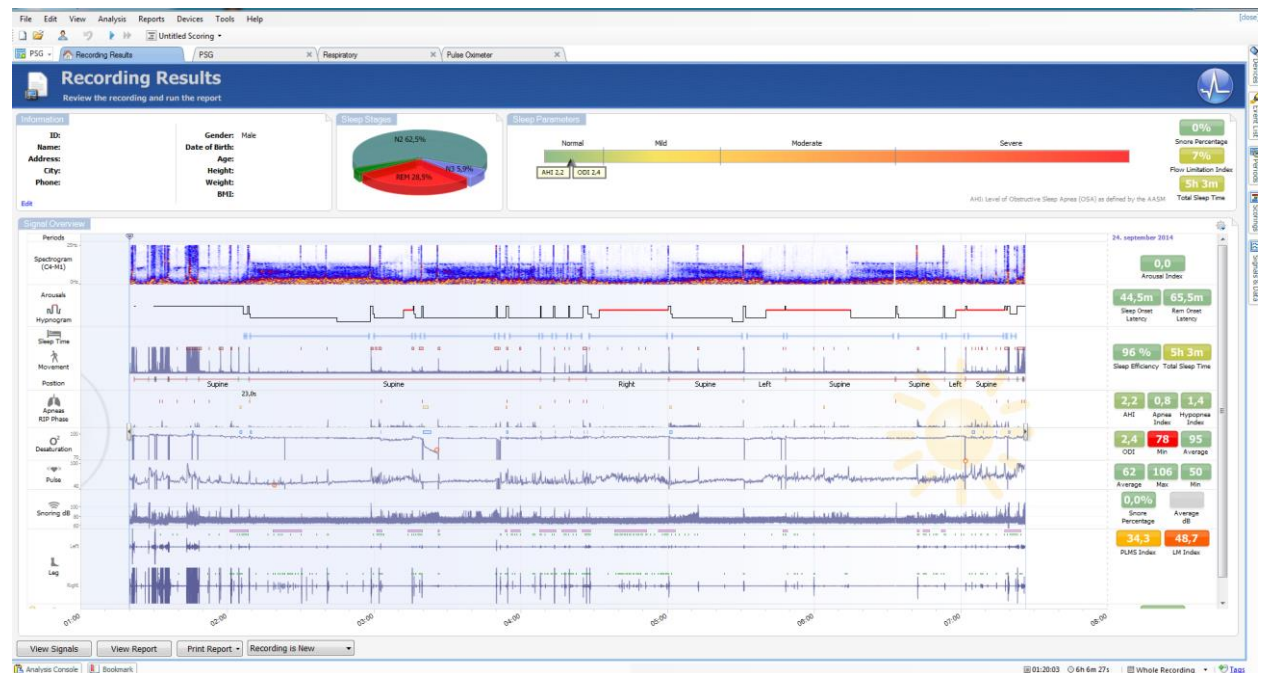 File Edit View Analysis Reports Devices Tools Help
[close]
Untitled Scoring
PSG Recording Results PSG Respiratory Pulse Oximeter
Recording Results
Review the recording and run the report
Information
ID:
Name:
Address:
City:
Phone:
Edit
Gender: Male
Date of Birth:
Age:
Height:
Weight:
BMI:
Sleep Stages
N2 62,5%
N3 5,9%
REM 28,5%
Sleep Parameters
Normal Mild Moderate Severe
AHI 2,2 ODI 2,4
AHI: Level of Obstructive Sleep Apnea (OSA) as defined by the AASM
0%
Snore Percentage
7%
Flow Limitation Index
5h 3m
Total Sleep Time
Devices
Event List
Periods
Scorings
Signals & Data
Signal Overview
Periods
Spectrogram
(C4-M1)
Arousals
Hypnogram
Sleep Time
Movement
Position
Supine Supine Right Supine Left Supine Supine Left Supine
23,8s
Apneas
RIP Phase
O²
Desaturation
Pulse
Snoring dB
Left
Leg
Right
24. september 2014
0,0
Arousal Index
44,5m 65,5m
Sleep Onset Latency
Rem Onset Latency
96 % 5h 3m
Sleep Efficiency Total Sleep Time
2,2 0,8 1,4
AHI
Apnea Index
Hypopnea Index
2,4 78 95
ODI Min Average
62 106 50
Average Max Min
0,0%
Snore Percentage
Average dB
34,3 48,7
PLMS Index LM Index
01:00 02:00 03:00 04:00 05:00 06:00 07:00 08:00
View Signals View Report Print Report Recording is New
Analysis Console Bookmark
01:20:03 6h 6m 27s Whole Recording Tags